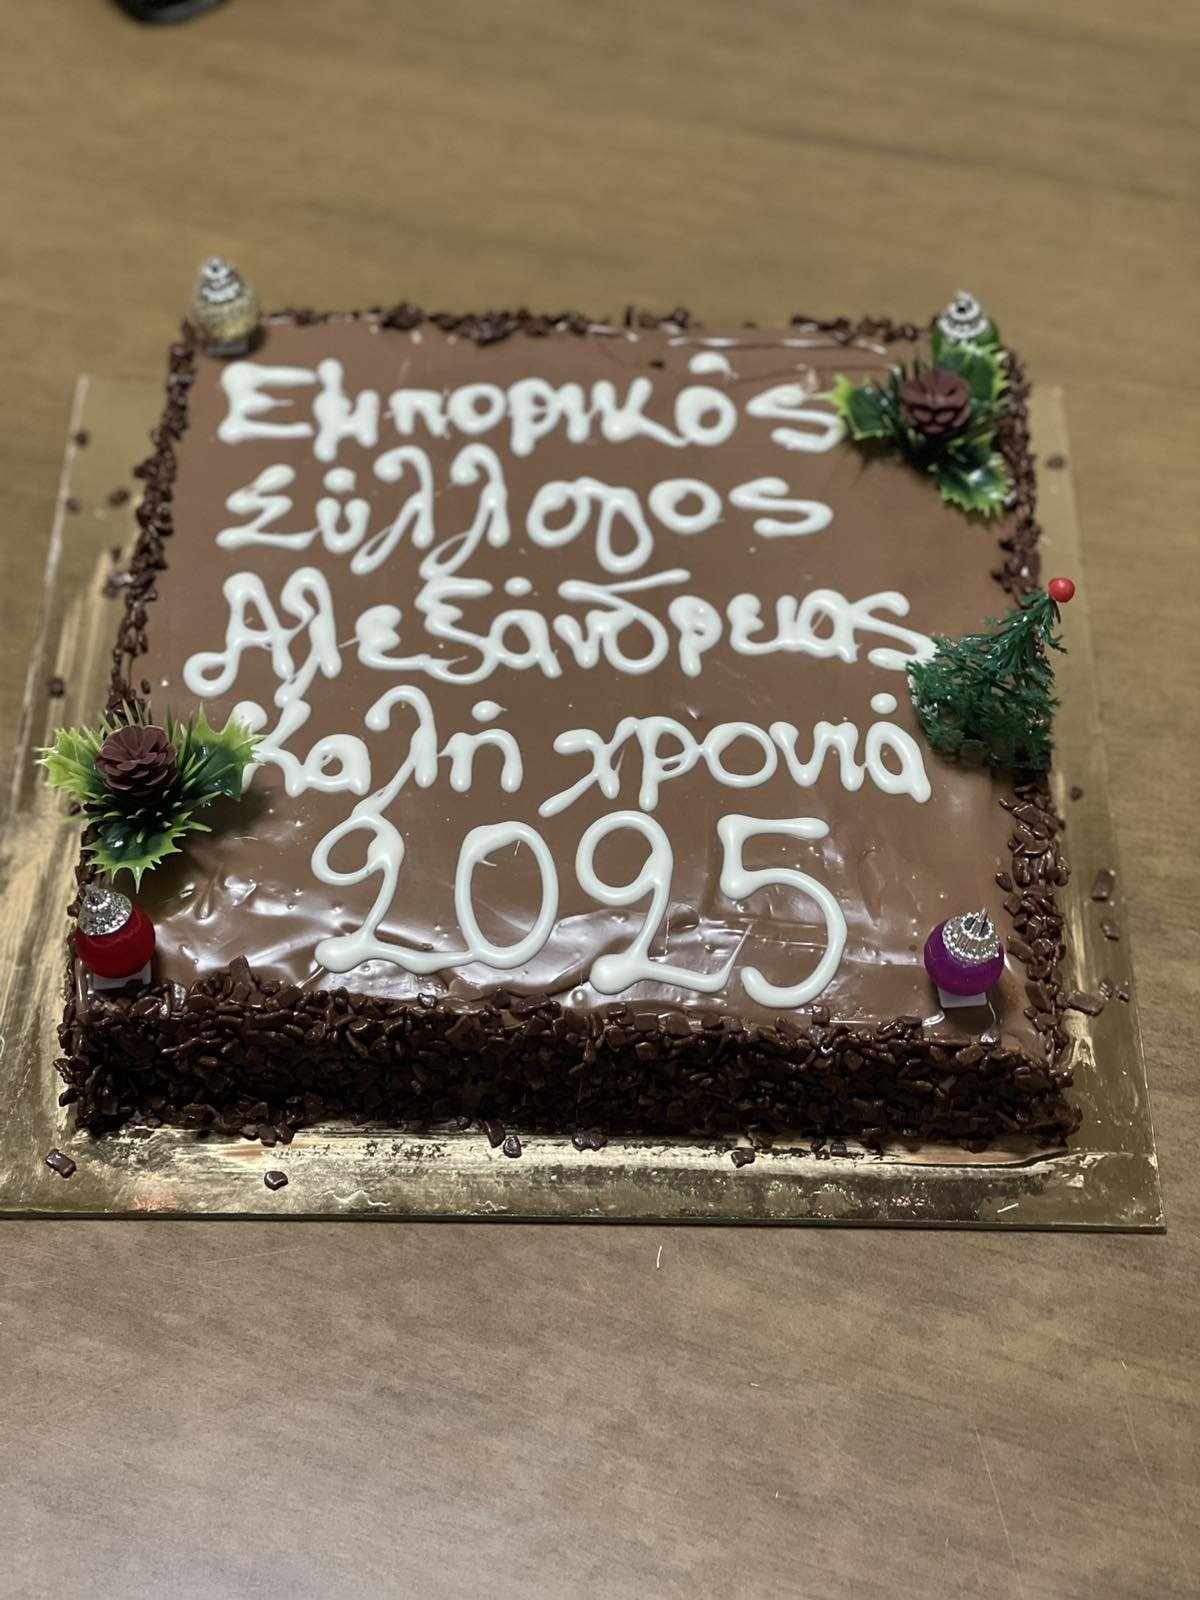 Εμπορικός
Σύλλογος
Αλεξάνδρειας
Καλή χρονιά
2025